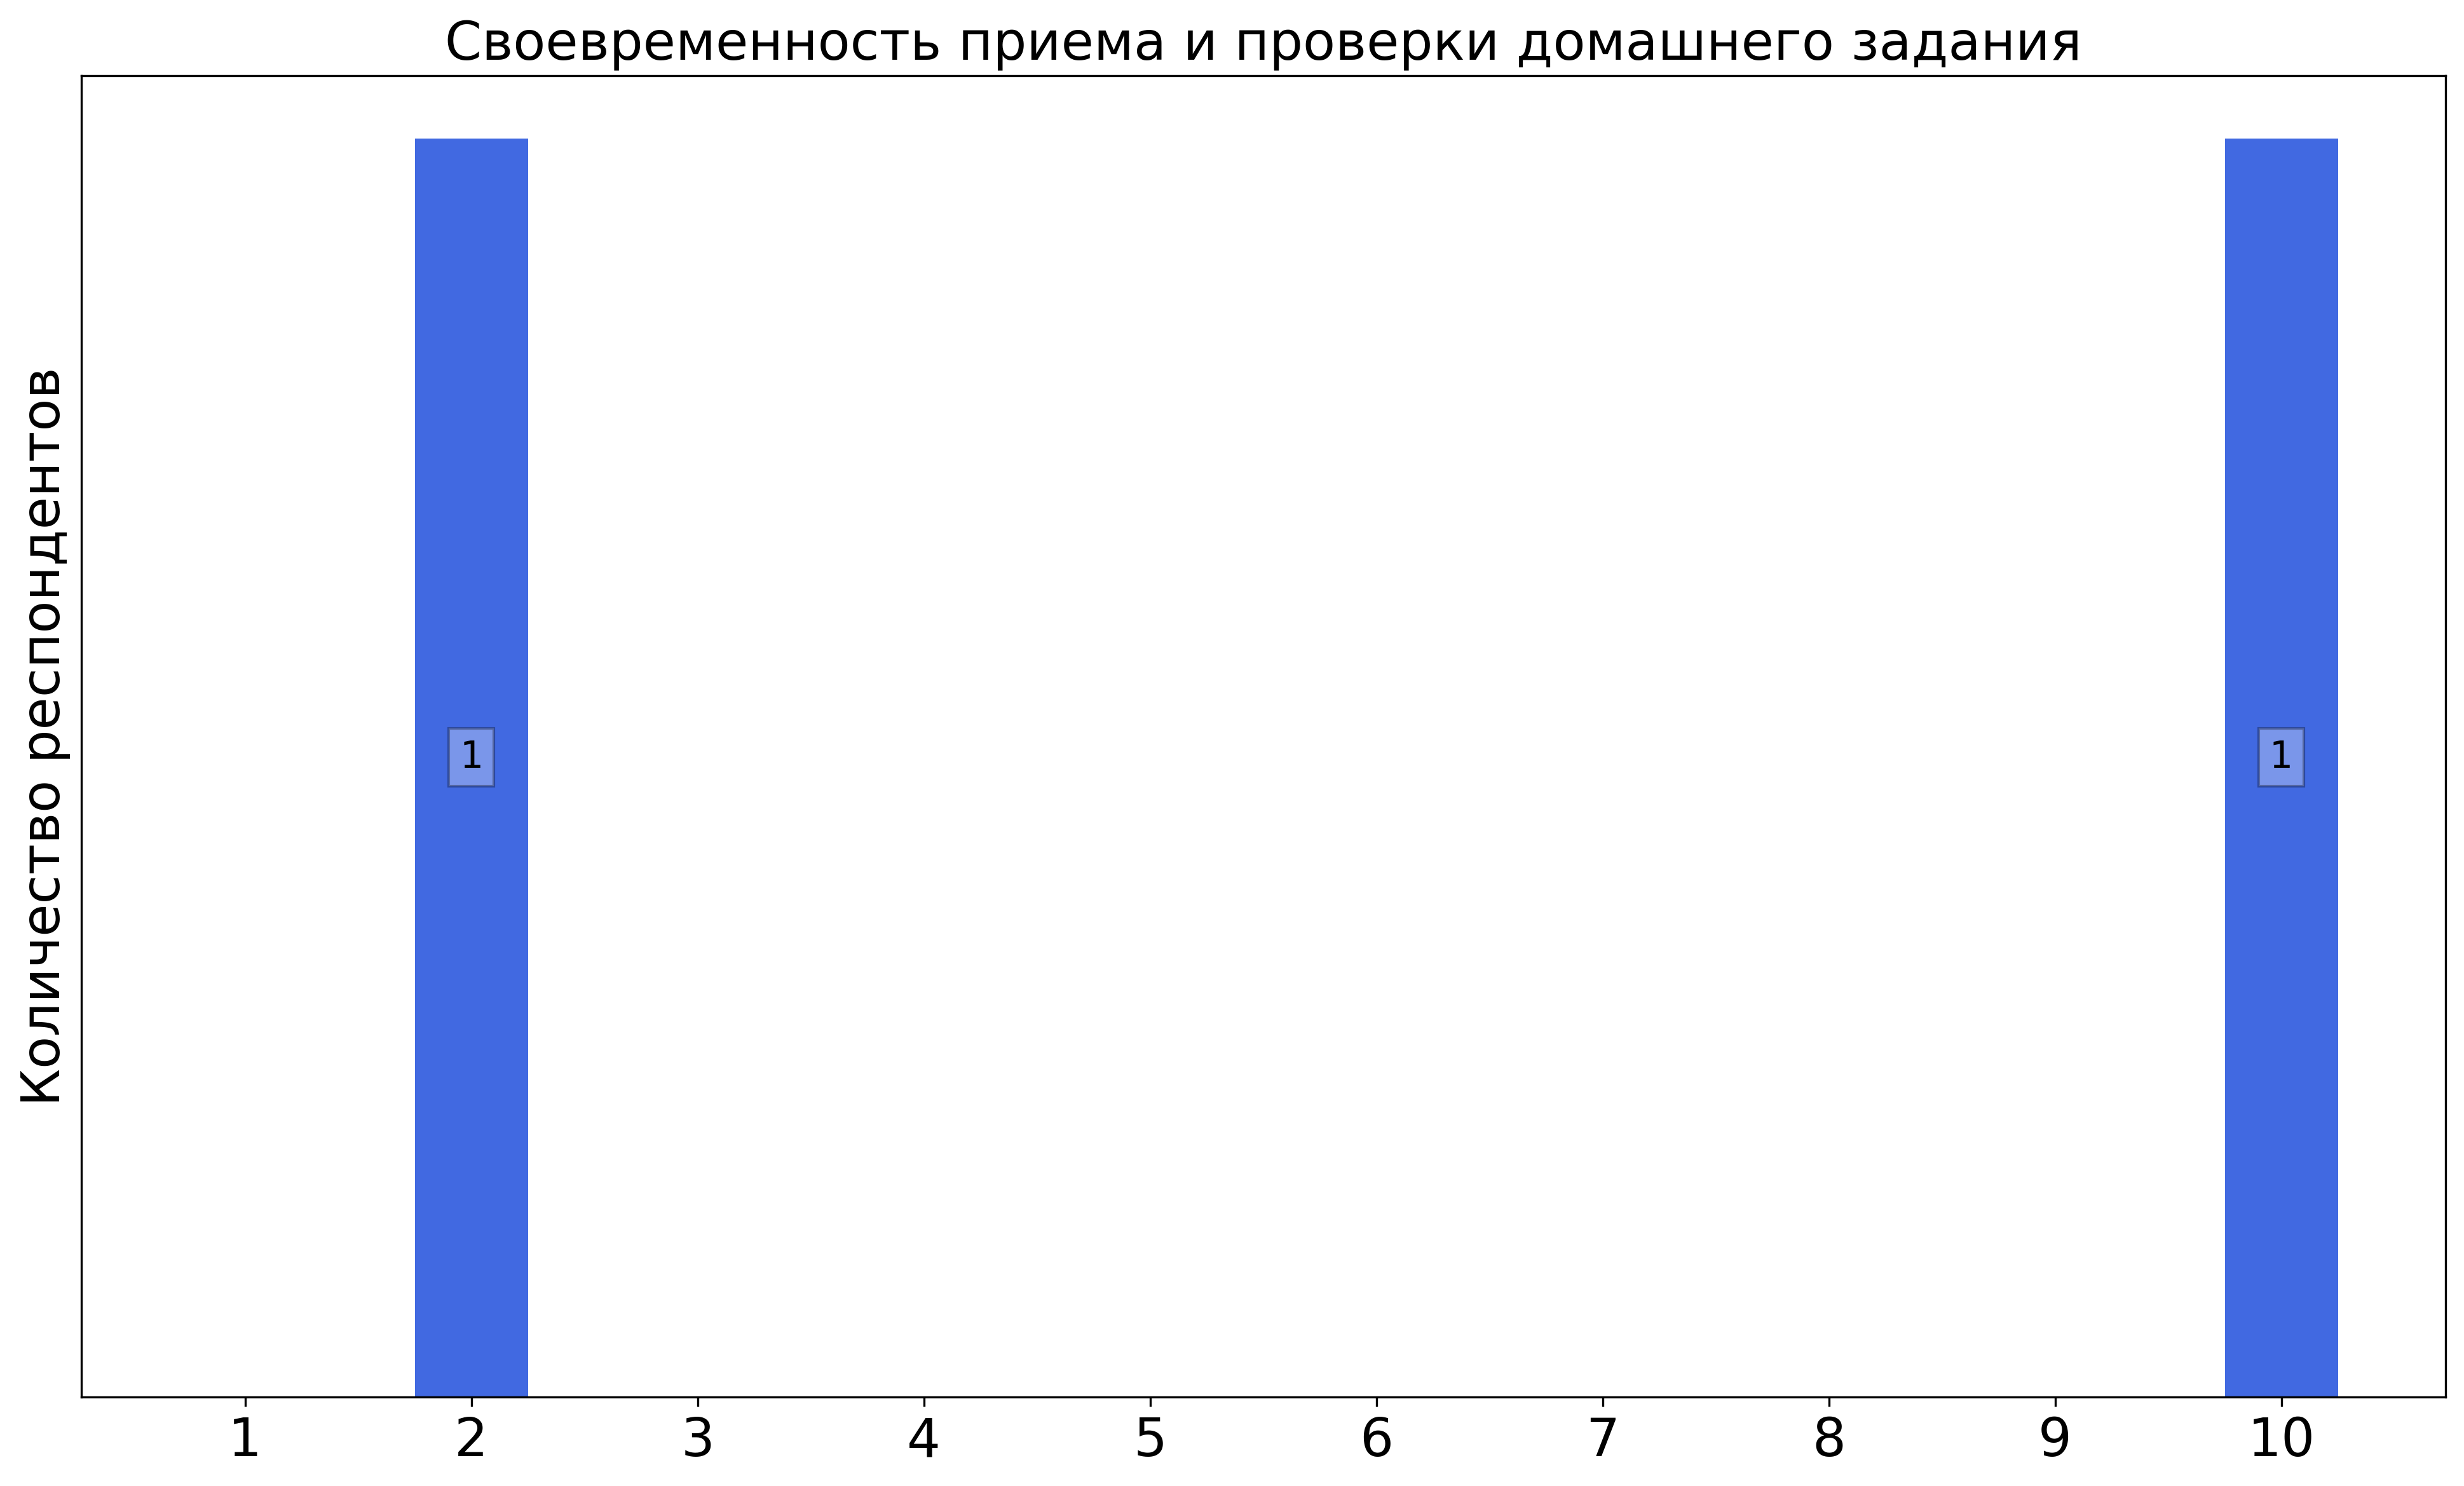 Своевременность приема и проверки домашнего задания
Количество респондентов
1 1
1 2 3 4 5 6 7 8 9 10